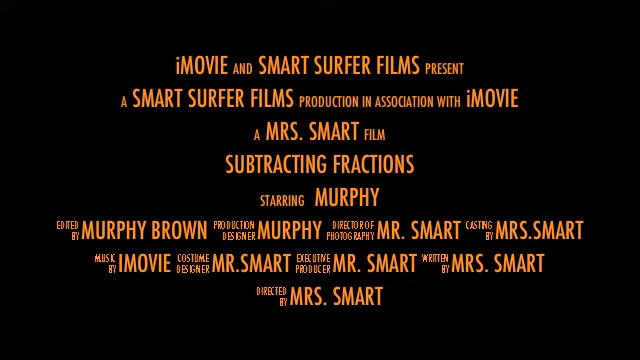 iMOVIE AND SMART SURFER FILMS PRESENT
A SMART SURFER FILMS PRODUCTION IN ASSOCIATION WITH iMOVIE
A MRS. SMART FILM
SUBTRACTING FRACTIONS
STARRING MURPHY
EDITED BY MURPHY BROWN PRODUCTION DESIGNER MURPHY DIRECTOR OF PHOTOGRAPHY MR. SMART CASTING BY MRS.SMART
MUSIC BY IMOVIE COSTUME DESIGNER MR.SMART EXECUTIVE PRODUCER MR. SMART WRITTEN BY MRS. SMART
DIRECTED BY MRS. SMART